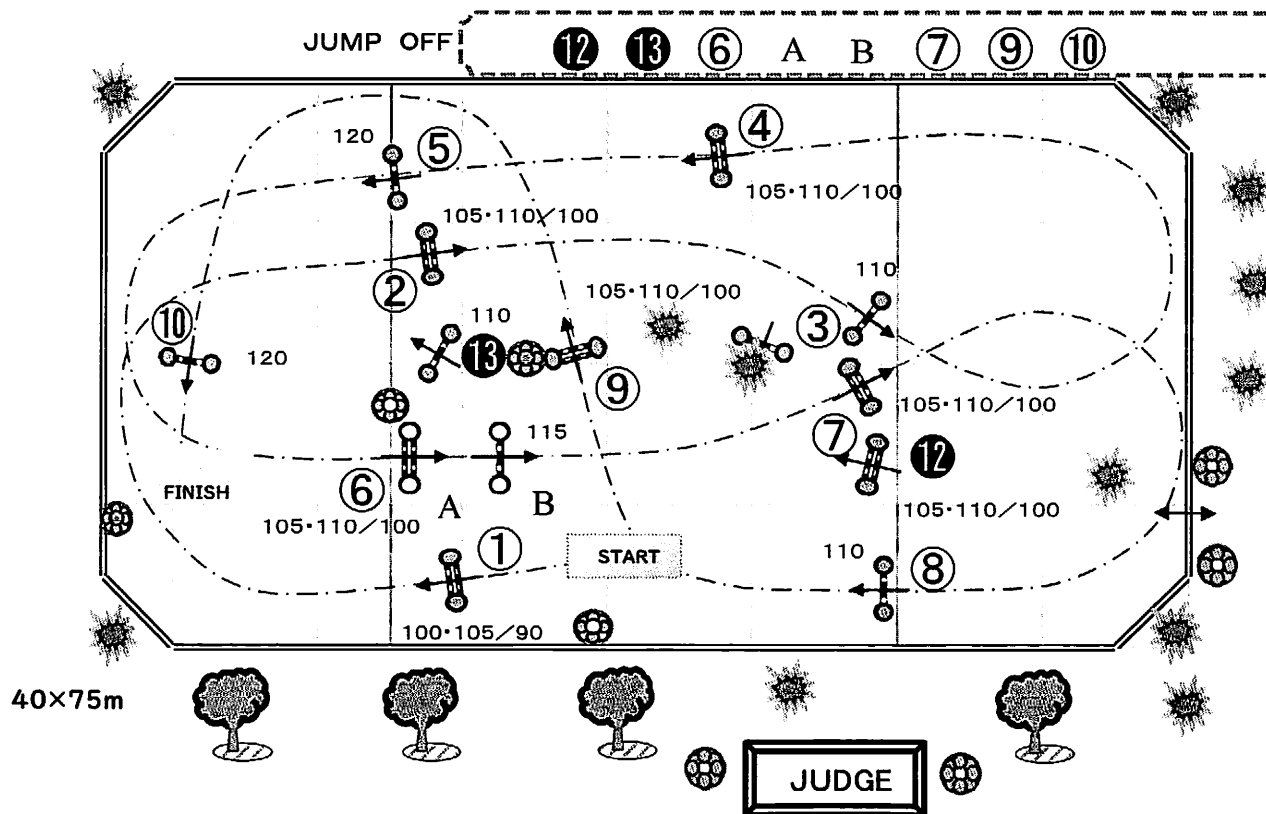 JUMP OFF ⓬ ⓭ ⑥ A B ⑦ ⑨ ⑩
120 ⑤ ④
105・110/100 105・110/100
② 105・110/100 110
⑩ 120 110 ⓭ ⑨ ③
105・110/100
115 ⑦ ⓬
FINISH ⑥ A B
105・110/100 105・110/100
① START 110 ⑧
100・105/90
40×75m
JUDGE